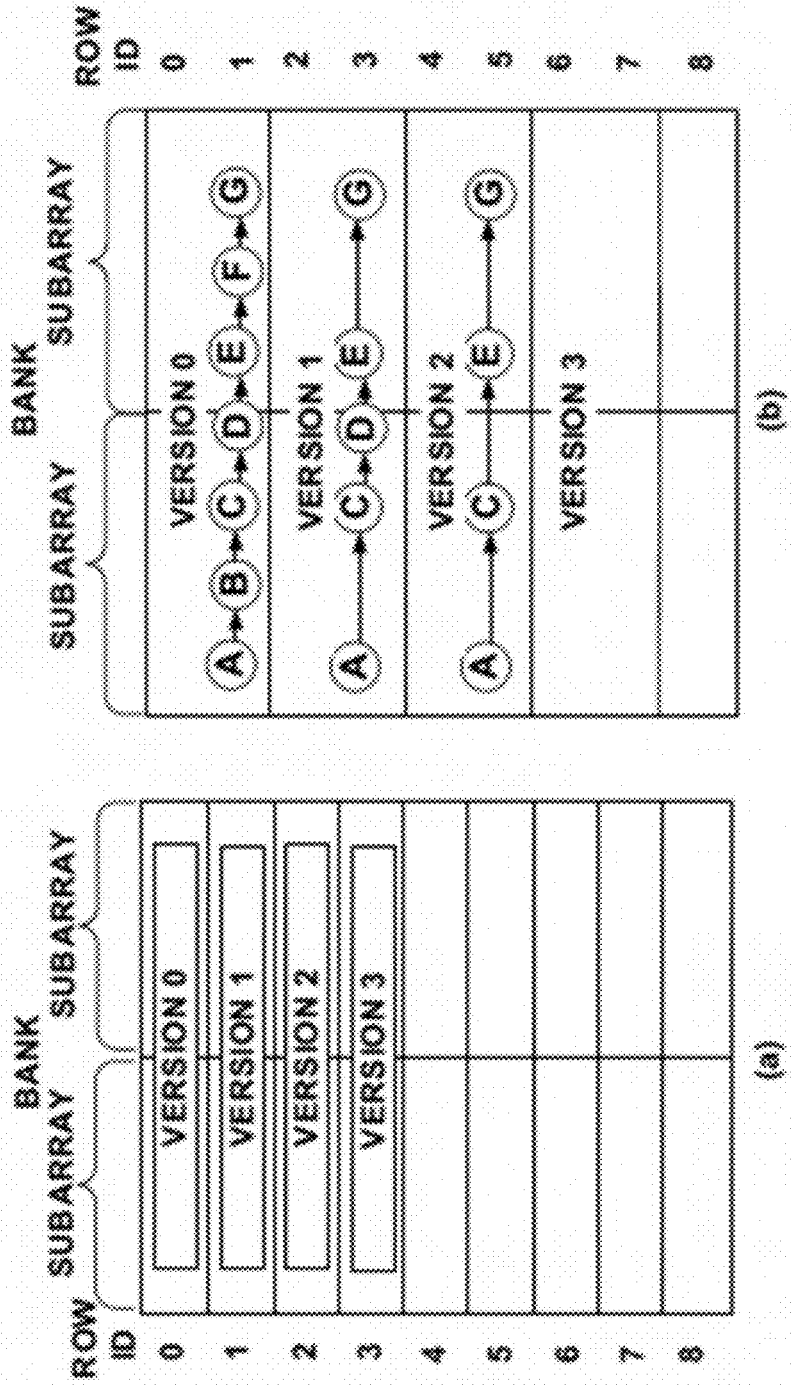 BANK
SUBARRAY SUBARRAY
ROW
ID
0 VERSION 0
1 VERSION 1
2 VERSION 2
3 VERSION 3
4
5
6
7
8
(a)
BANK
SUBARRAY SUBARRAY
ROW
ID
VERSION 0 0
A B C D E F G 1
VERSION 1 2
A C D E G 3
VERSION 2 4
A C E G 5
VERSION 3 6
7
8
(b)